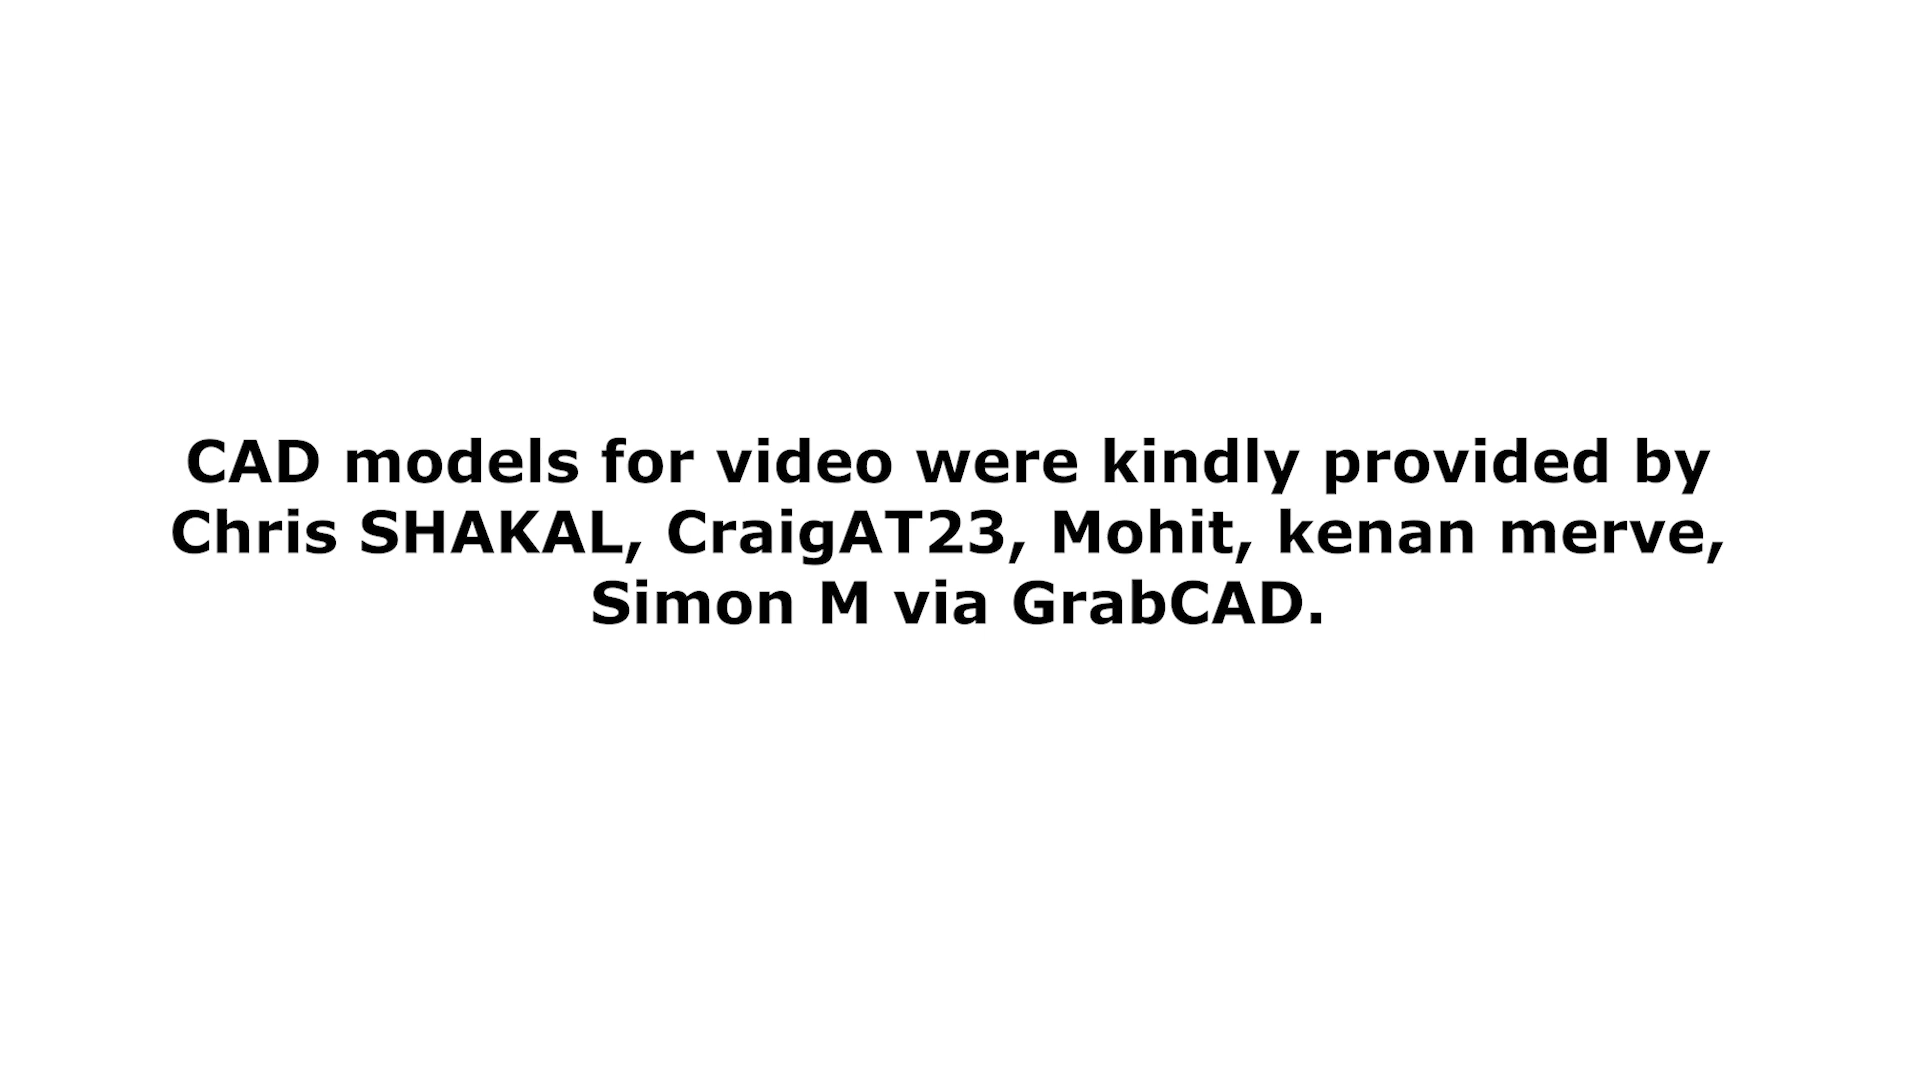 CAD models for video were kindly provided by
Chris SHAKAL, CraigAT23, Mohit, kenan merve,
Simon M via GrabCAD.